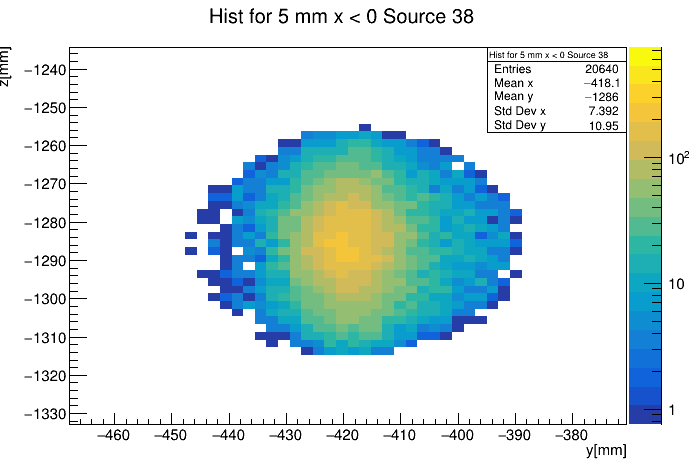 Hist for 5 mm x < 0 Source 38
z[mm]
Hist for 5 mm x < 0 Source 38
Entries 20640
Mean x −418.1
Mean y −1286
Std Dev x 7.392
Std Dev y 10.95
−1240
−1250
−1260
−1270
−1280
−1290
−1300
−1310
−1320
−1330
10²
10
1
−460 −450 −440 −430 −420 −410 −400 −390 −380
y[mm]